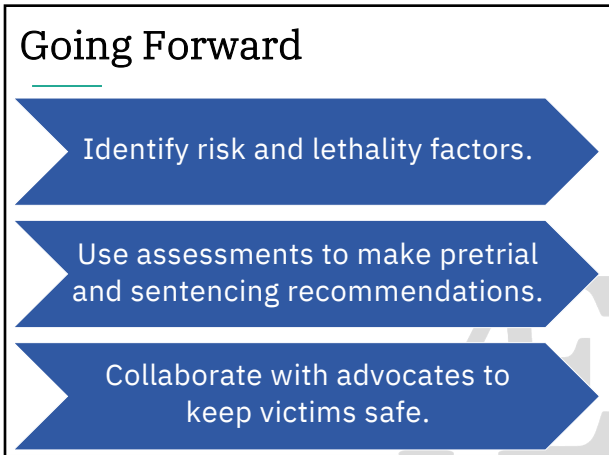 Going Forward
Identify risk and lethality factors.
Use assessments to make pretrial
and sentencing recommendations.
Collaborate with advocates to
keep victims safe.